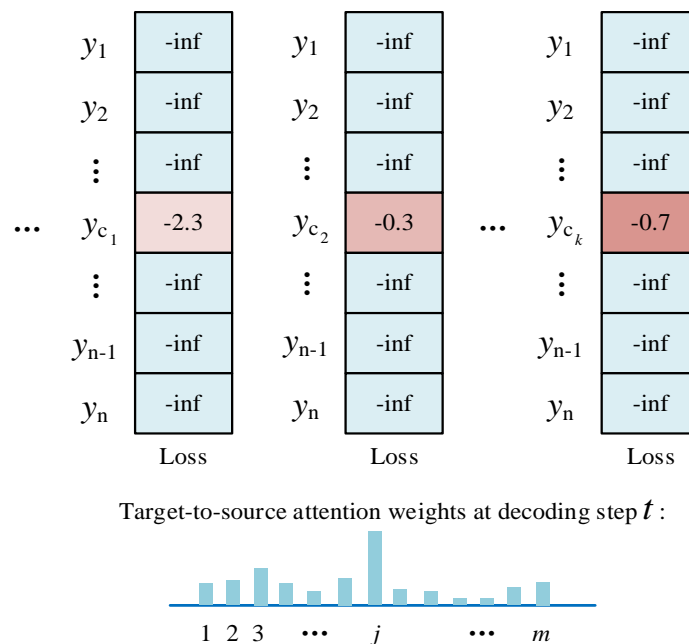 y1 -inf y1 -inf y1 -inf
y2 -inf y2 -inf y2 -inf
⋮ -inf ⋮ -inf ⋮ -inf
... yc1 -2.3 yc2 -0.3 ... yck -0.7
⋮ -inf ⋮ -inf ⋮ -inf
yn-1 -inf yn-1 -inf yn-1 -inf
yn -inf yn -inf yn -inf
Loss Loss Loss
Target-to-source attention weights at decoding step t :
1 2 3 ... j ... m